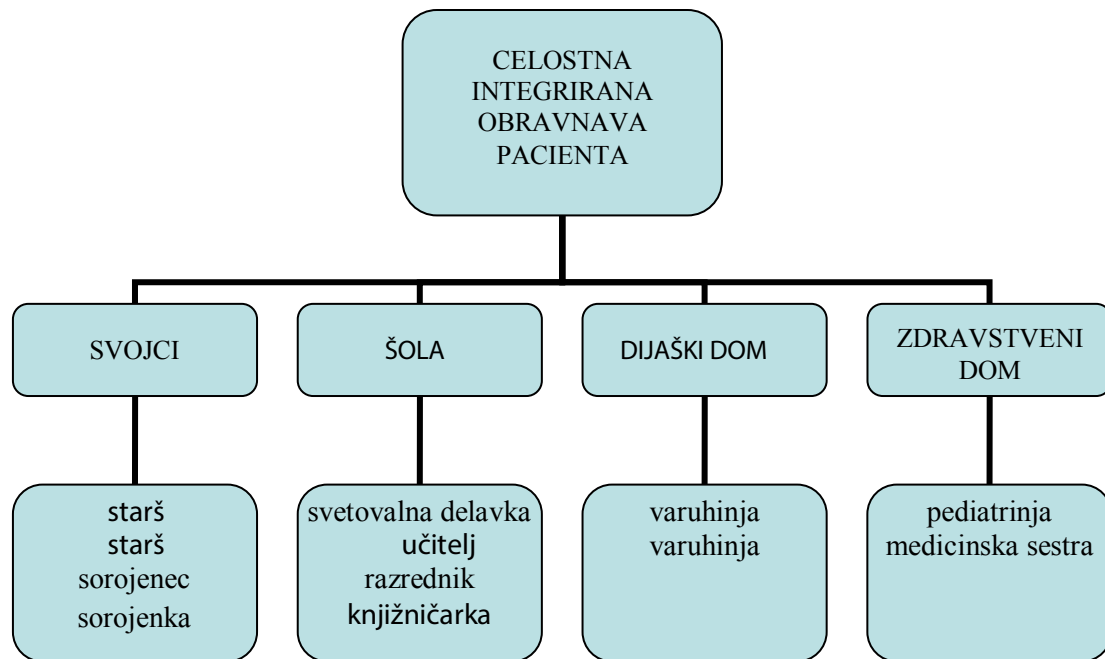 CELOSTNA
INTEGRIRANA
OBRAVNAVA
PACIENTA
SVOJCI
ŠOLA
DIJAŠKI DOM
ZDRAVSTVENI
DOM
starš
starš
sorojenec
sorojenka
svetovalna delavka
učitelj
razrednik
knjižničarka
varuhinja
varuhinja
pediatrinja
medicinska sestra